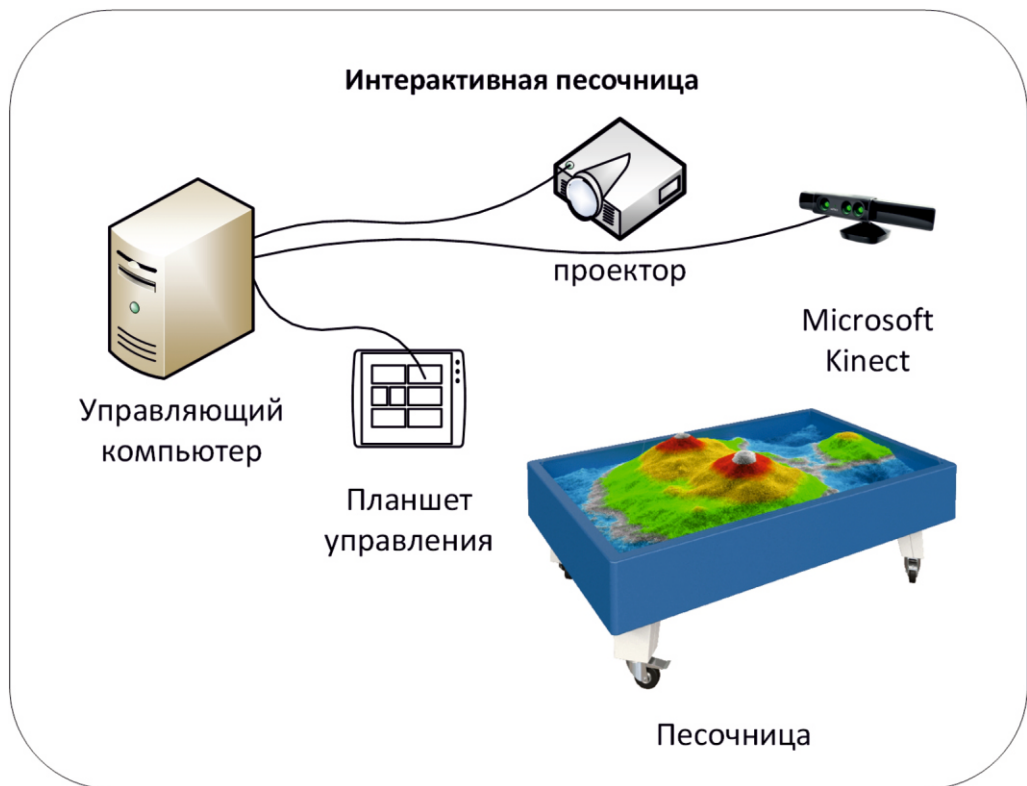 Интерактивная песочница
проектор
Microsoft
Kinect
Управляющий
компьютер
Планшет
управления
Песочница